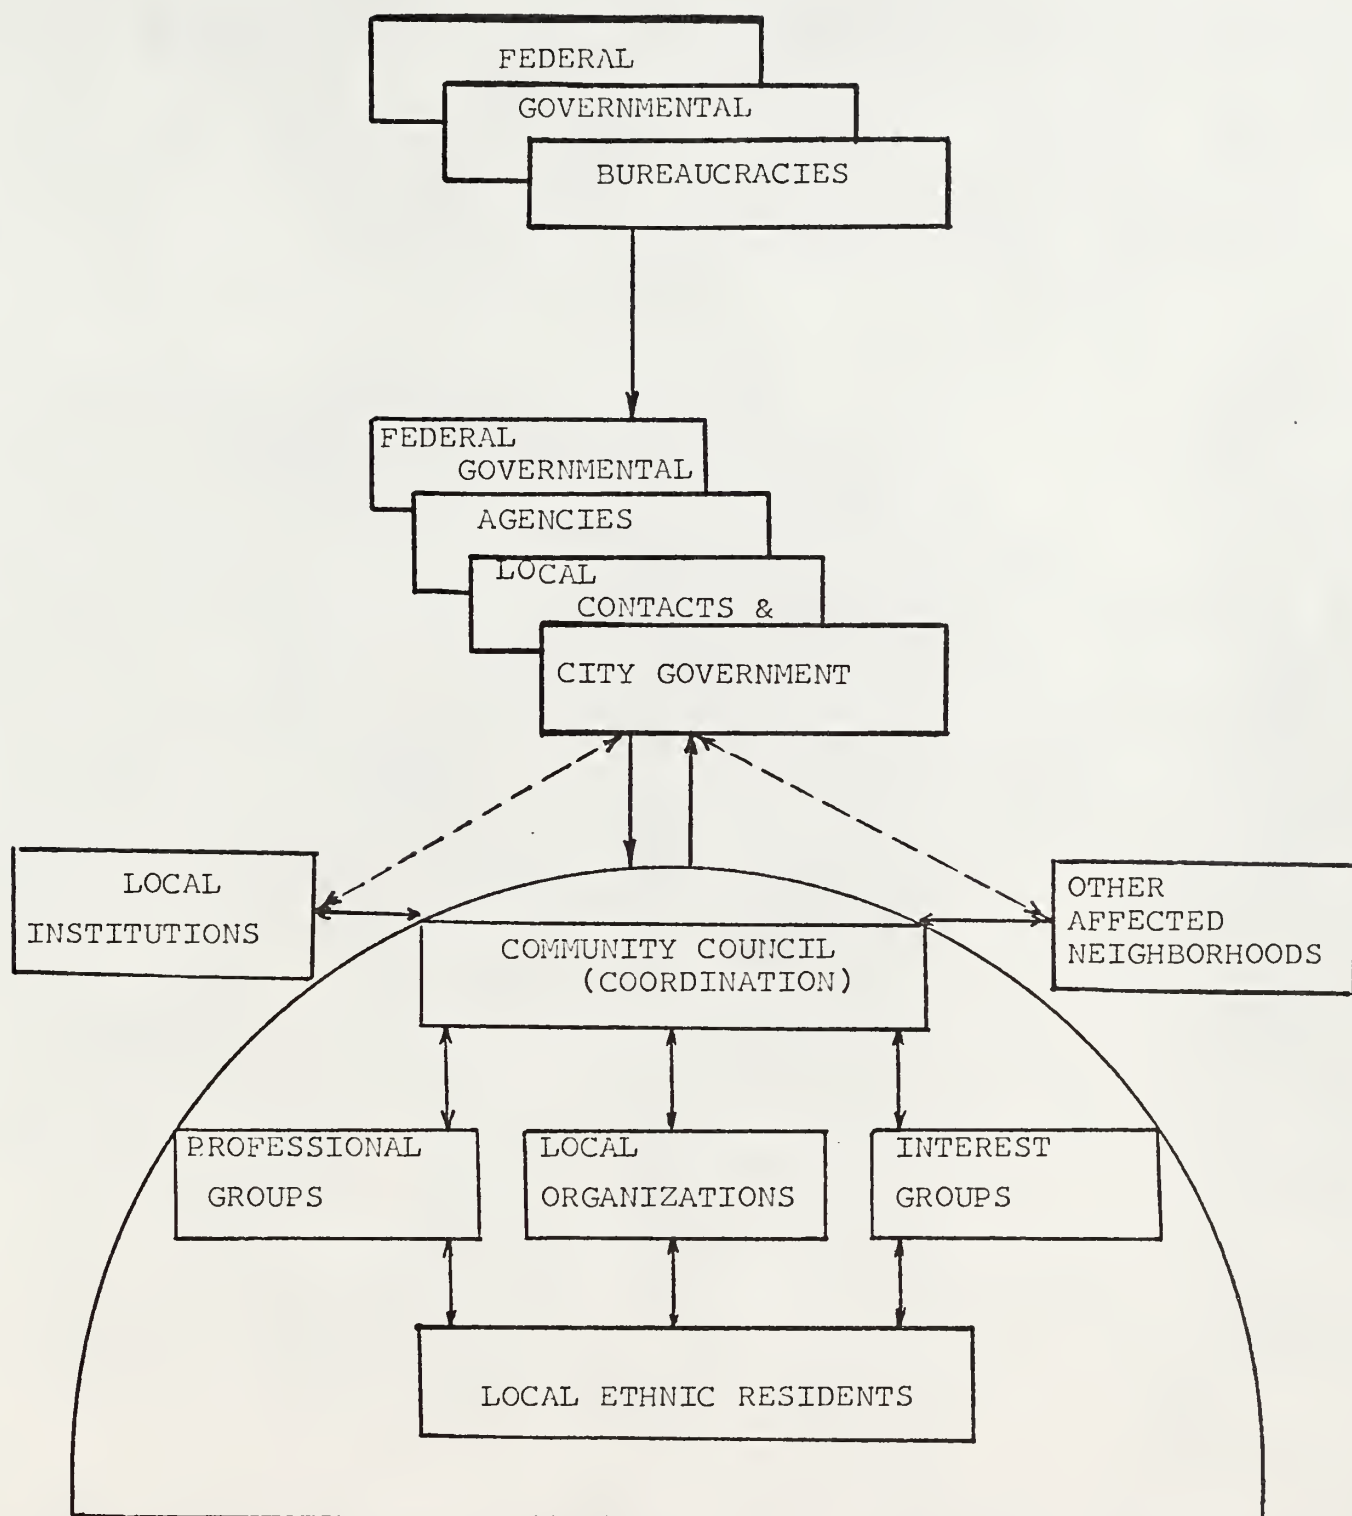 FEDERAL
GOVERNMENTAL
BUREAUCRACIES
FEDERAL
GOVERNMENTAL
AGENCIES
LOCAL
CONTACTS &
CITY GOVERNMENT
LOCAL
INSTITUTIONS
OTHER
AFFECTED
NEIGHBORHOODS
COMMUNITY COUNCIL
(COORDINATION)
PROFESSIONAL
GROUPS
LOCAL
ORGANIZATIONS
INTEREST
GROUPS
LOCAL ETHNIC RESIDENTS